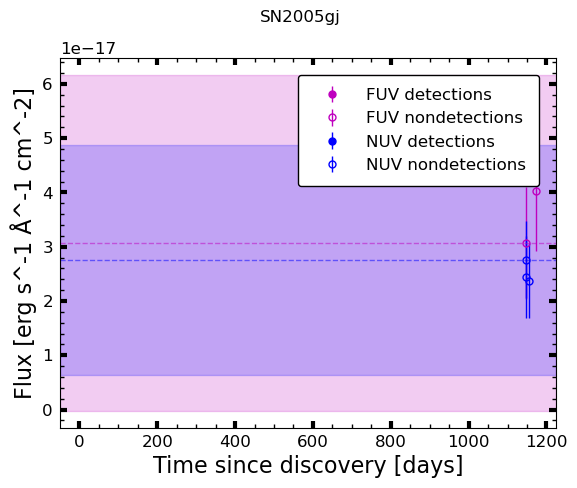 SN2005gj
1e−17
Flux [erg s^-1 Å^-1 cm^-2]
6
5
4
3
2
1
0
FUV detections
FUV nondetections
NUV detections
NUV nondetections
0 200 400 600 800 1000 1200
Time since discovery [days]